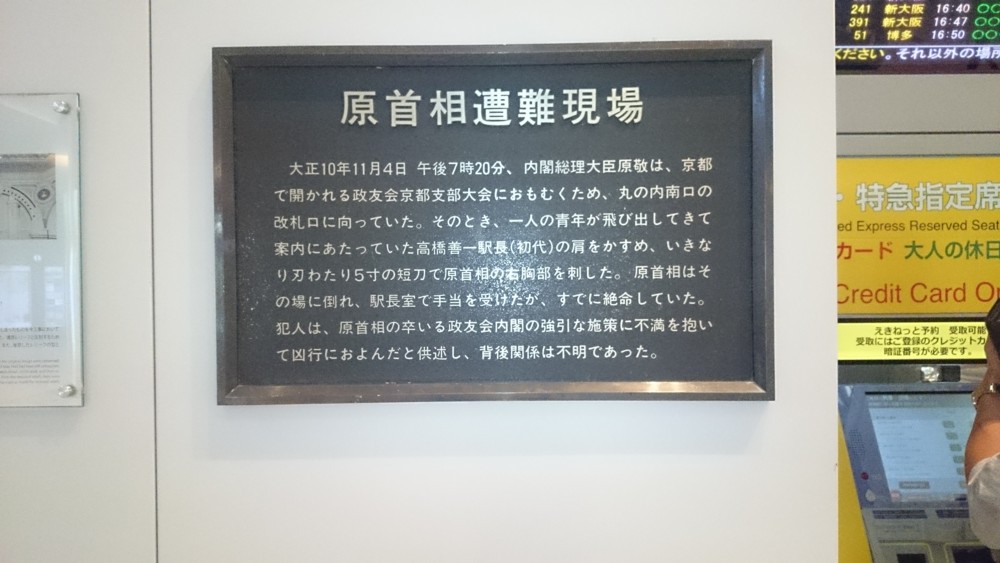 原首相遭難現場
大正10年11月4日 午後7時20分、内閣総理大臣原敬は、京都
で開かれる政友会京都支部大会におもむくため、丸の内南口の
改札口に向っていた。そのとき、一人の青年が飛び出してきて
案内にあたっていた高橋善一駅長(初代)の肩をかすめ、いきな
り刃わたり5寸の短刀で原首相の右胸部を刺した。原首相はそ
の場に倒れ、駅長室で手当を受けたが、すでに絶命していた。
犯人は、原首相の卒いる政友会内閣の強引な施策に不満を抱い
て凶行におよんだと供述し、背後関係は不明であった。
241 新大阪 16:40
391 新大阪 16:47
51 博多 16:50
ください。それ以外の場所
特急指定席
ed Express Reserved Seat
カード 大人の休日
Credit Card On
えきねっと予約 受取可能
受取にはご登録のクレジットカ
暗証番号が必要です。